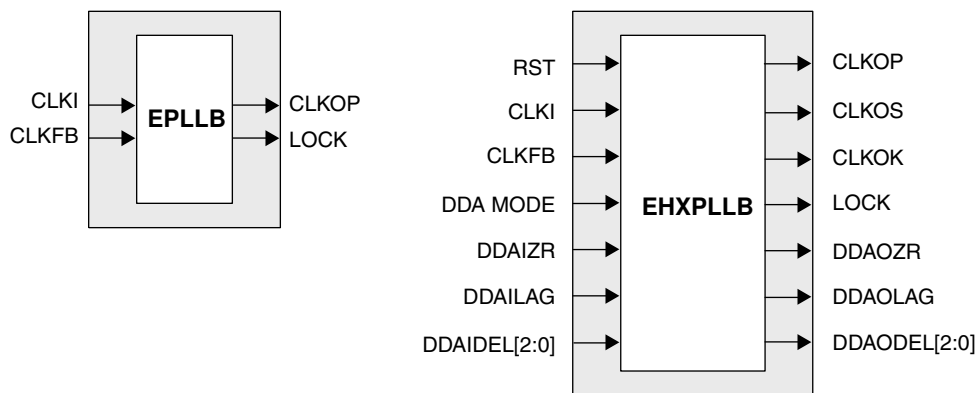 CLKI
CLKFB
EPLLB
CLKOP
LOCK
RST
CLKI
CLKFB
DDA MODE
DDAIZR
DDAILAG
DDAIDEL[2:0]
EHXPLLB
CLKOP
CLKOS
CLKOK
LOCK
DDAOZR
DDAOLAG
DDAODEL[2:0]